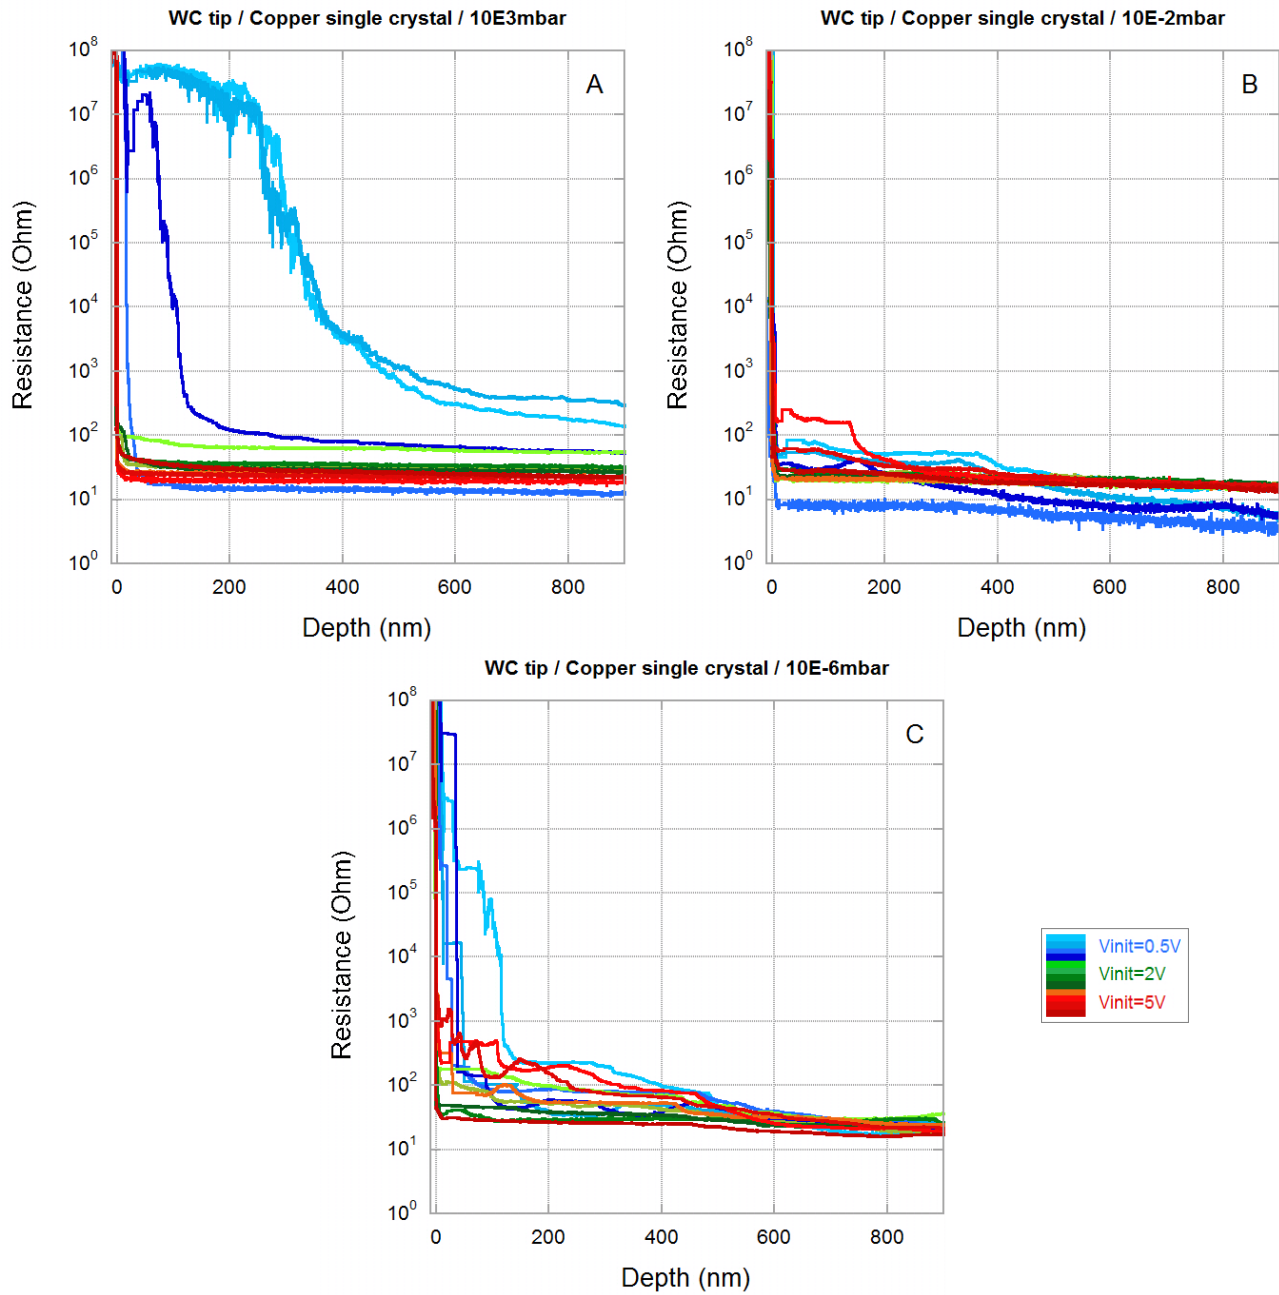 WC tip / Copper single crystal / 10E3mbar
A
Resistance (Ohm)
10^8
10^7
10^6
10^5
10^4
10^3
10^2
10^1
10^0
0 200 400 600 800
Depth (nm)
WC tip / Copper single crystal / 10E-2mbar
B
Resistance (Ohm)
10^8
10^7
10^6
10^5
10^4
10^3
10^2
10^1
10^0
0 200 400 600 800
Depth (nm)
WC tip / Copper single crystal / 10E-6mbar
C
Resistance (Ohm)
10^8
10^7
10^6
10^5
10^4
10^3
10^2
10^1
10^0
0 200 400 600 800
Depth (nm)
Vinit=0.5V
Vinit=2V
Vinit=5V